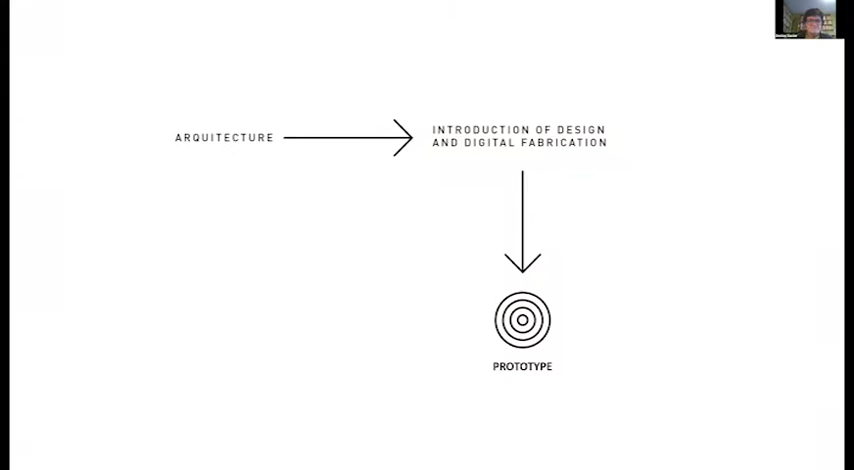 ARQUITECTURE
INTRODUCTION OF DESIGN
AND DIGITAL FABRICATION
PROTOTYPE